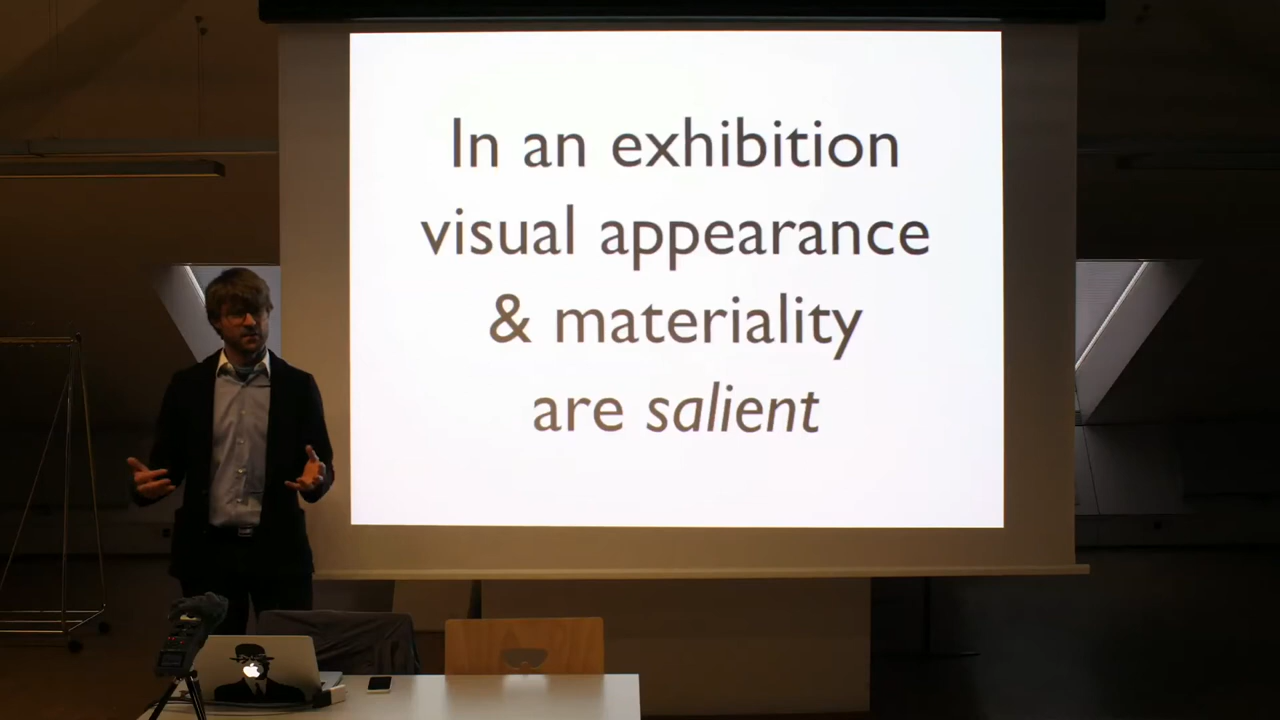 In an exhibition
visual appearance
& materiality
are salient